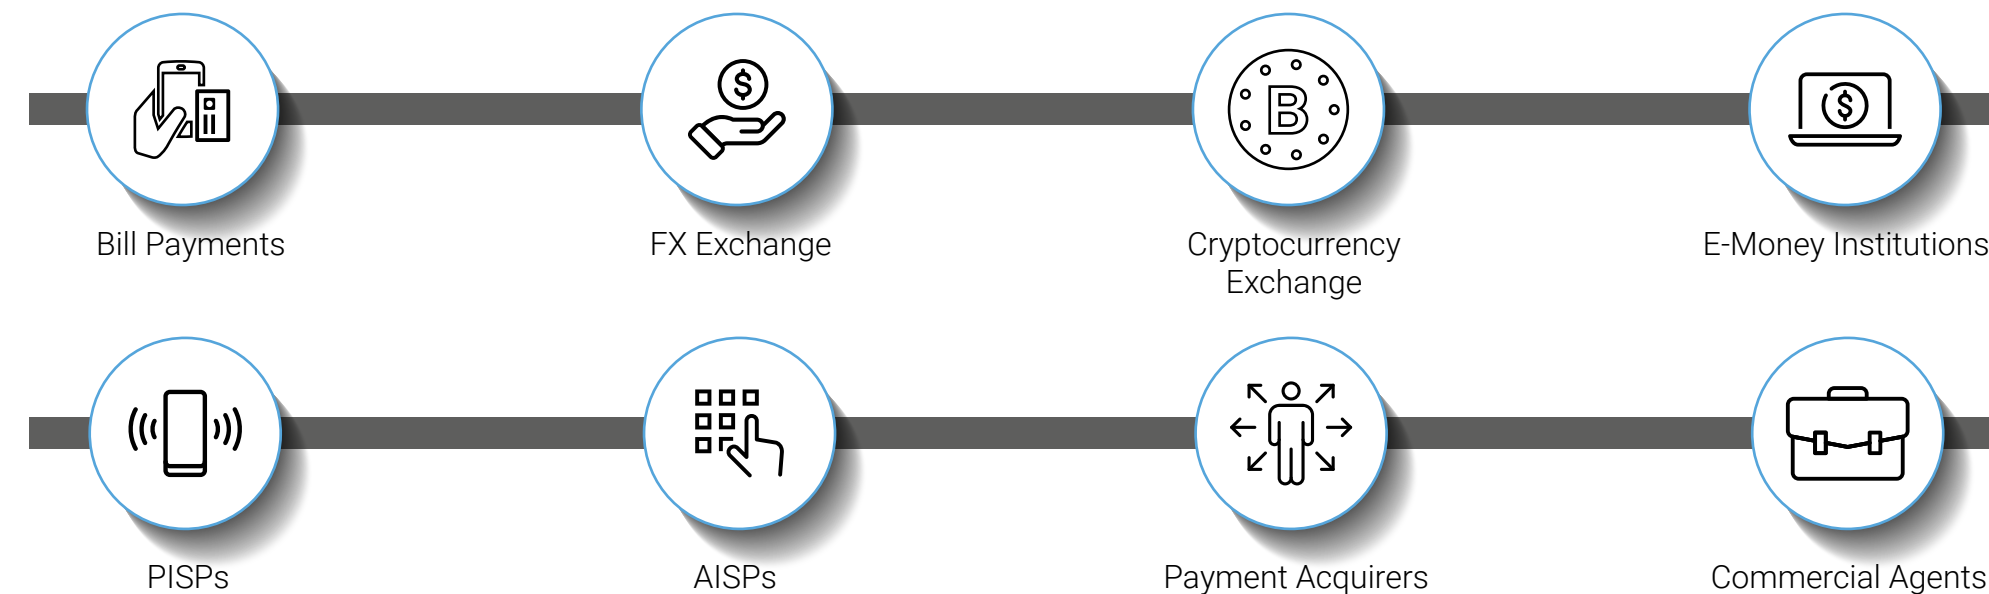 Bill Payments
FX Exchange
Cryptocurrency
Exchange
E-Money Institutions
PISPs
AISPs
Payment Acquirers
Commercial Agents